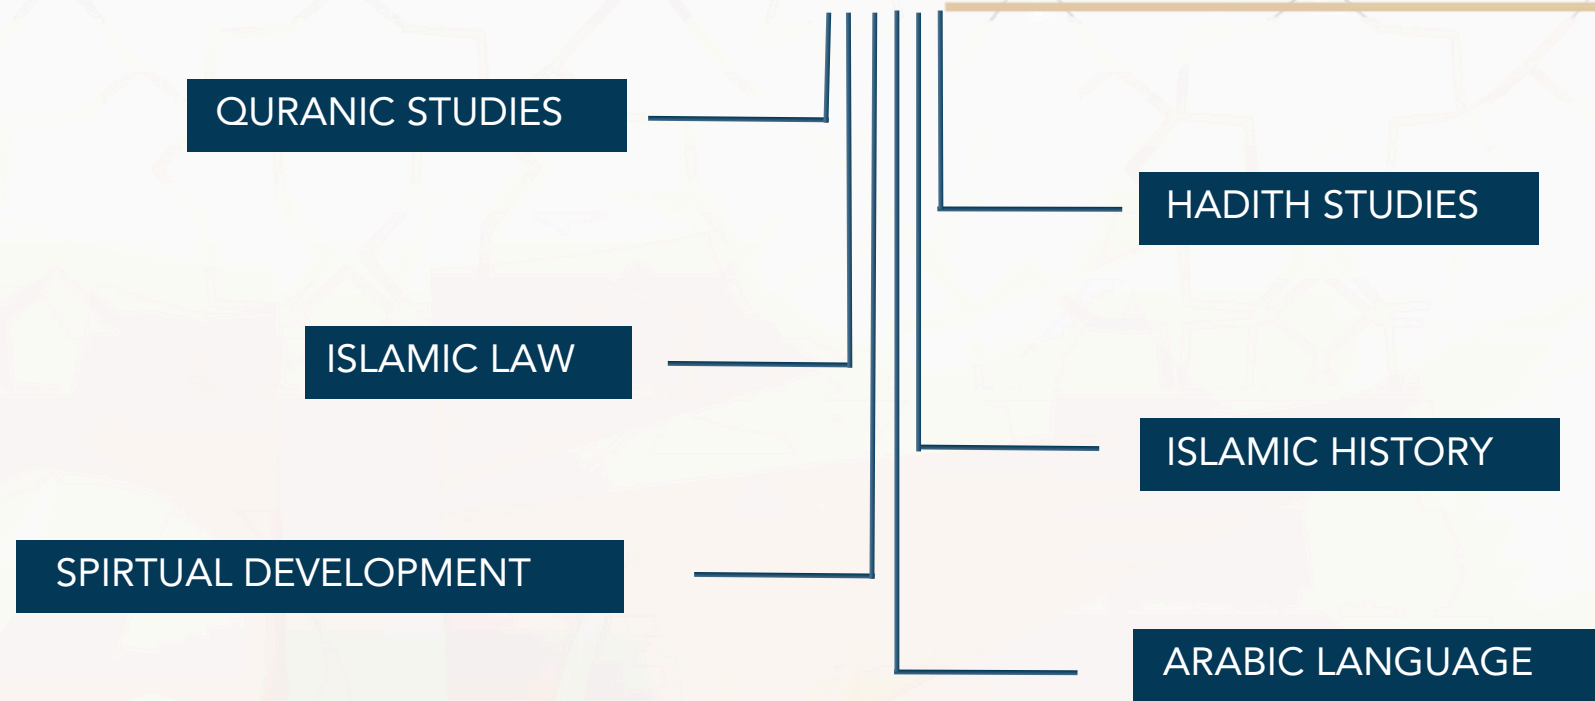 QURANIC STUDIES
HADITH STUDIES
ISLAMIC LAW
ISLAMIC HISTORY
SPIRTUAL DEVELOPMENT
ARABIC LANGUAGE